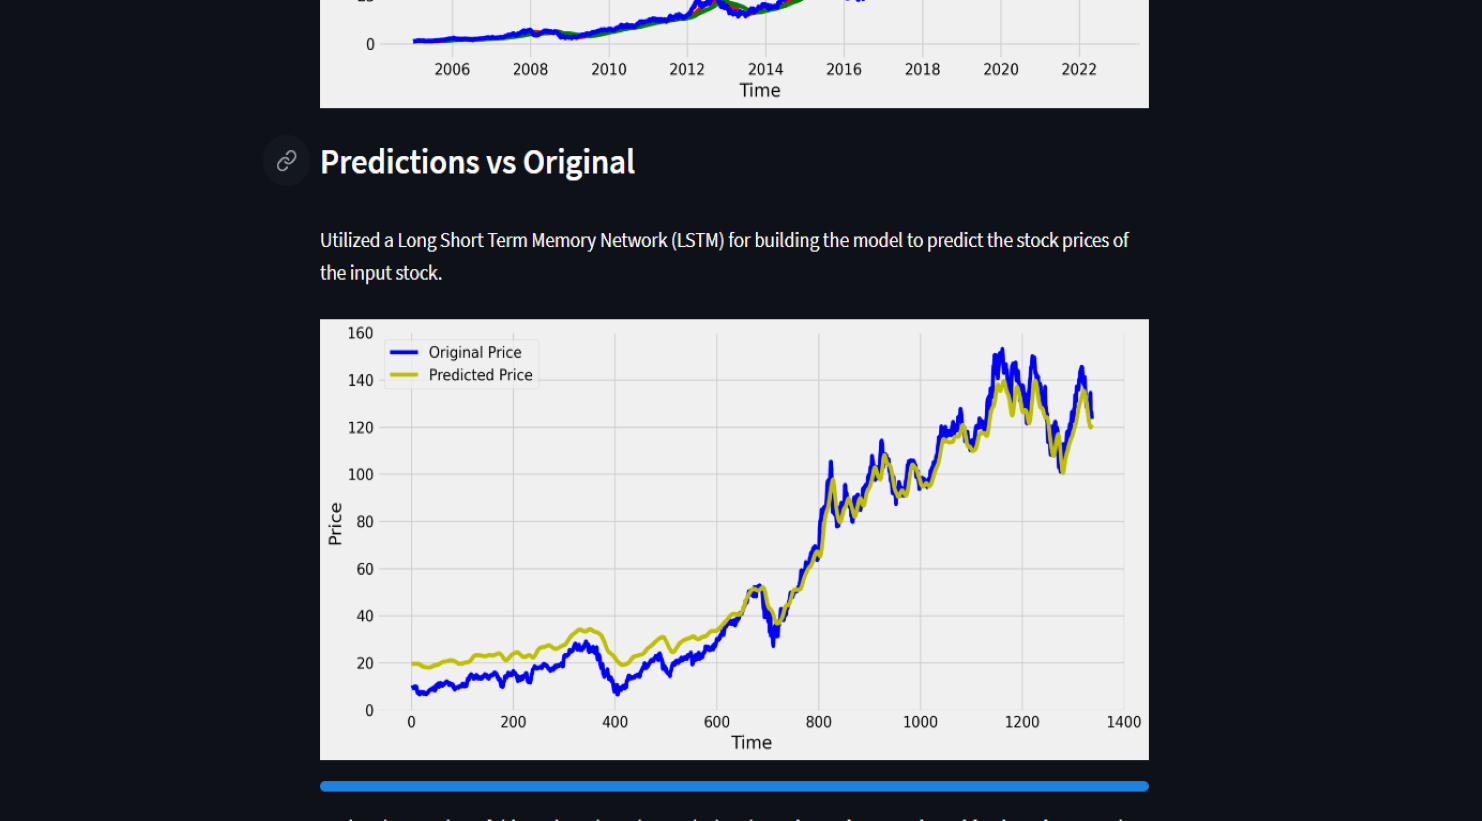 0
2006 2008 2010 2012 2014 2016 2018 2020 2022
Time
Predictions vs Original
Utilized a Long Short Term Memory Network (LSTM) for building the model to predict the stock prices of
the input stock.
160
Original Price
Predicted Price
140
120
100
80
60
40
20
0
Price
0 200 400 600 800 1000 1200 1400
Time